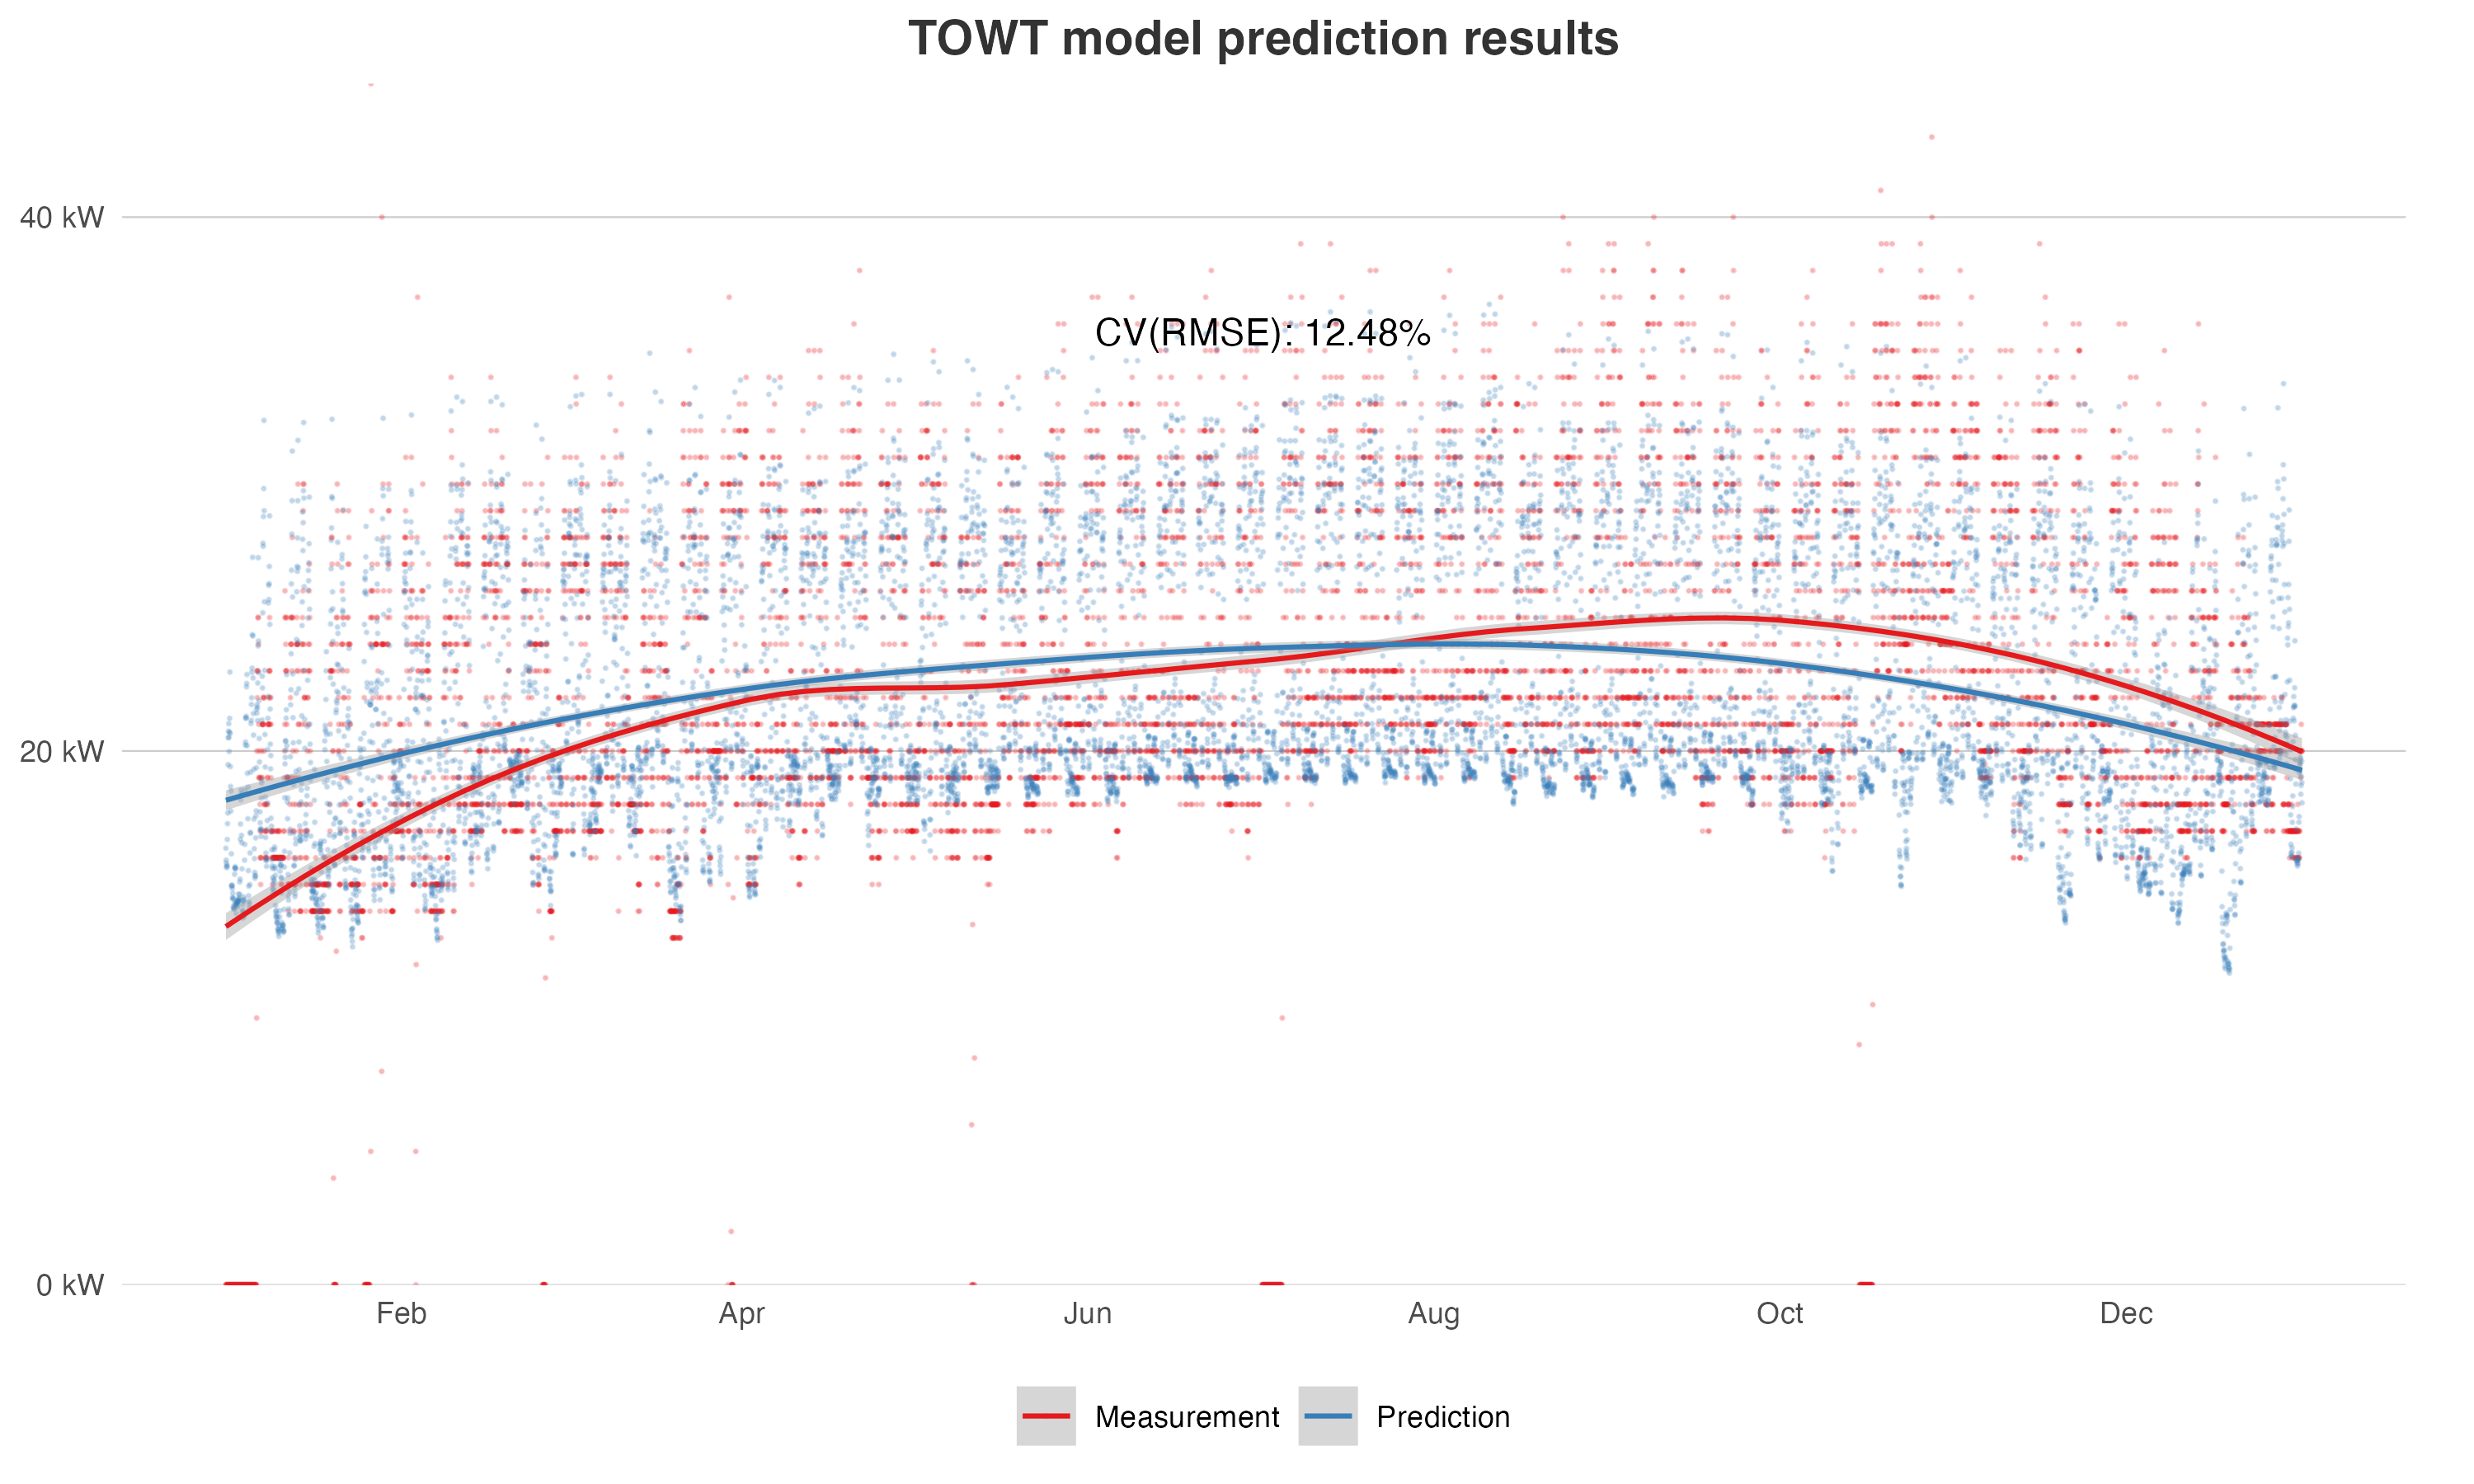 TOWT model prediction results
40 kW
CV(RMSE): 12.48%
20 kW
0 kW
Feb Apr Jun Aug Oct Dec
Measurement Prediction